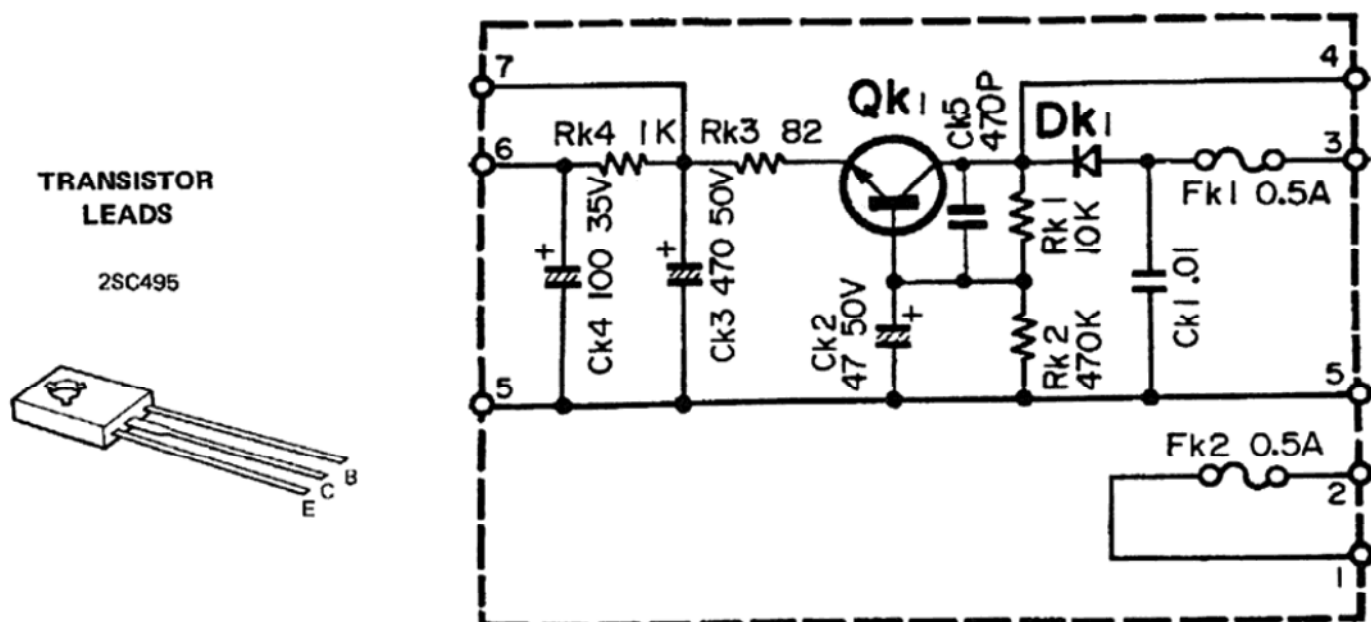 TRANSISTOR
LEADS
2SC495
B
C
E
7
4
Qk1
Ck5
470P
Dk1
Rk4 1K
Rk3 82
6
3
Fk1 0.5A
Rk1
10K
Ck4 100 35V
Ck3 470 50V
Ck2
47 50V
Rk2
470K
Ck1 .01
+
+
+
5
5
Fk2 0.5A
2
1